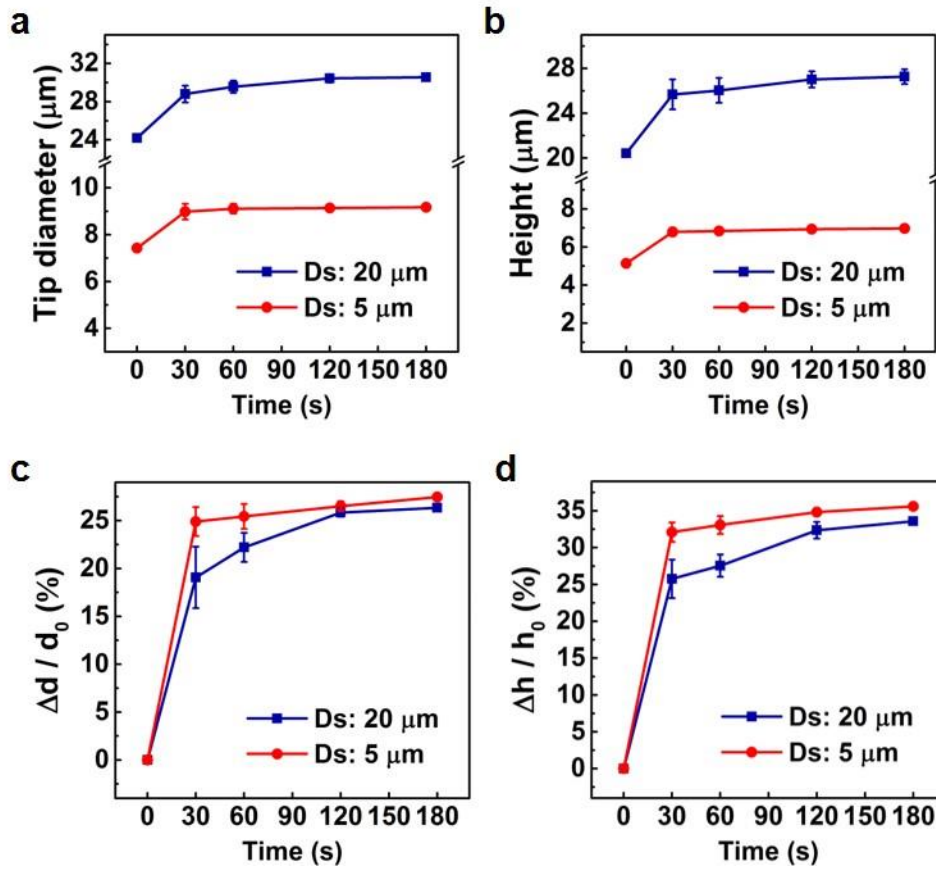 a
Tip diameter (μm)
32
28
24
10
8
6
4
Ds: 20 μm
Ds: 5 μm
0 30 60 90 120 150 180
Time (s)
b
Height (μm)
28
26
24
22
20
8
6
4
2
Ds: 20 μm
Ds: 5 μm
0 30 60 90 120 150 180
Time (s)
c
Δd / d₀ (%)
25
20
15
10
5
0
Ds: 20 μm
Ds: 5 μm
0 30 60 90 120 150 180
Time (s)
d
Δh / h₀ (%)
35
30
25
20
15
10
5
0
Ds: 20 μm
Ds: 5 μm
0 30 60 90 120 150 180
Time (s)